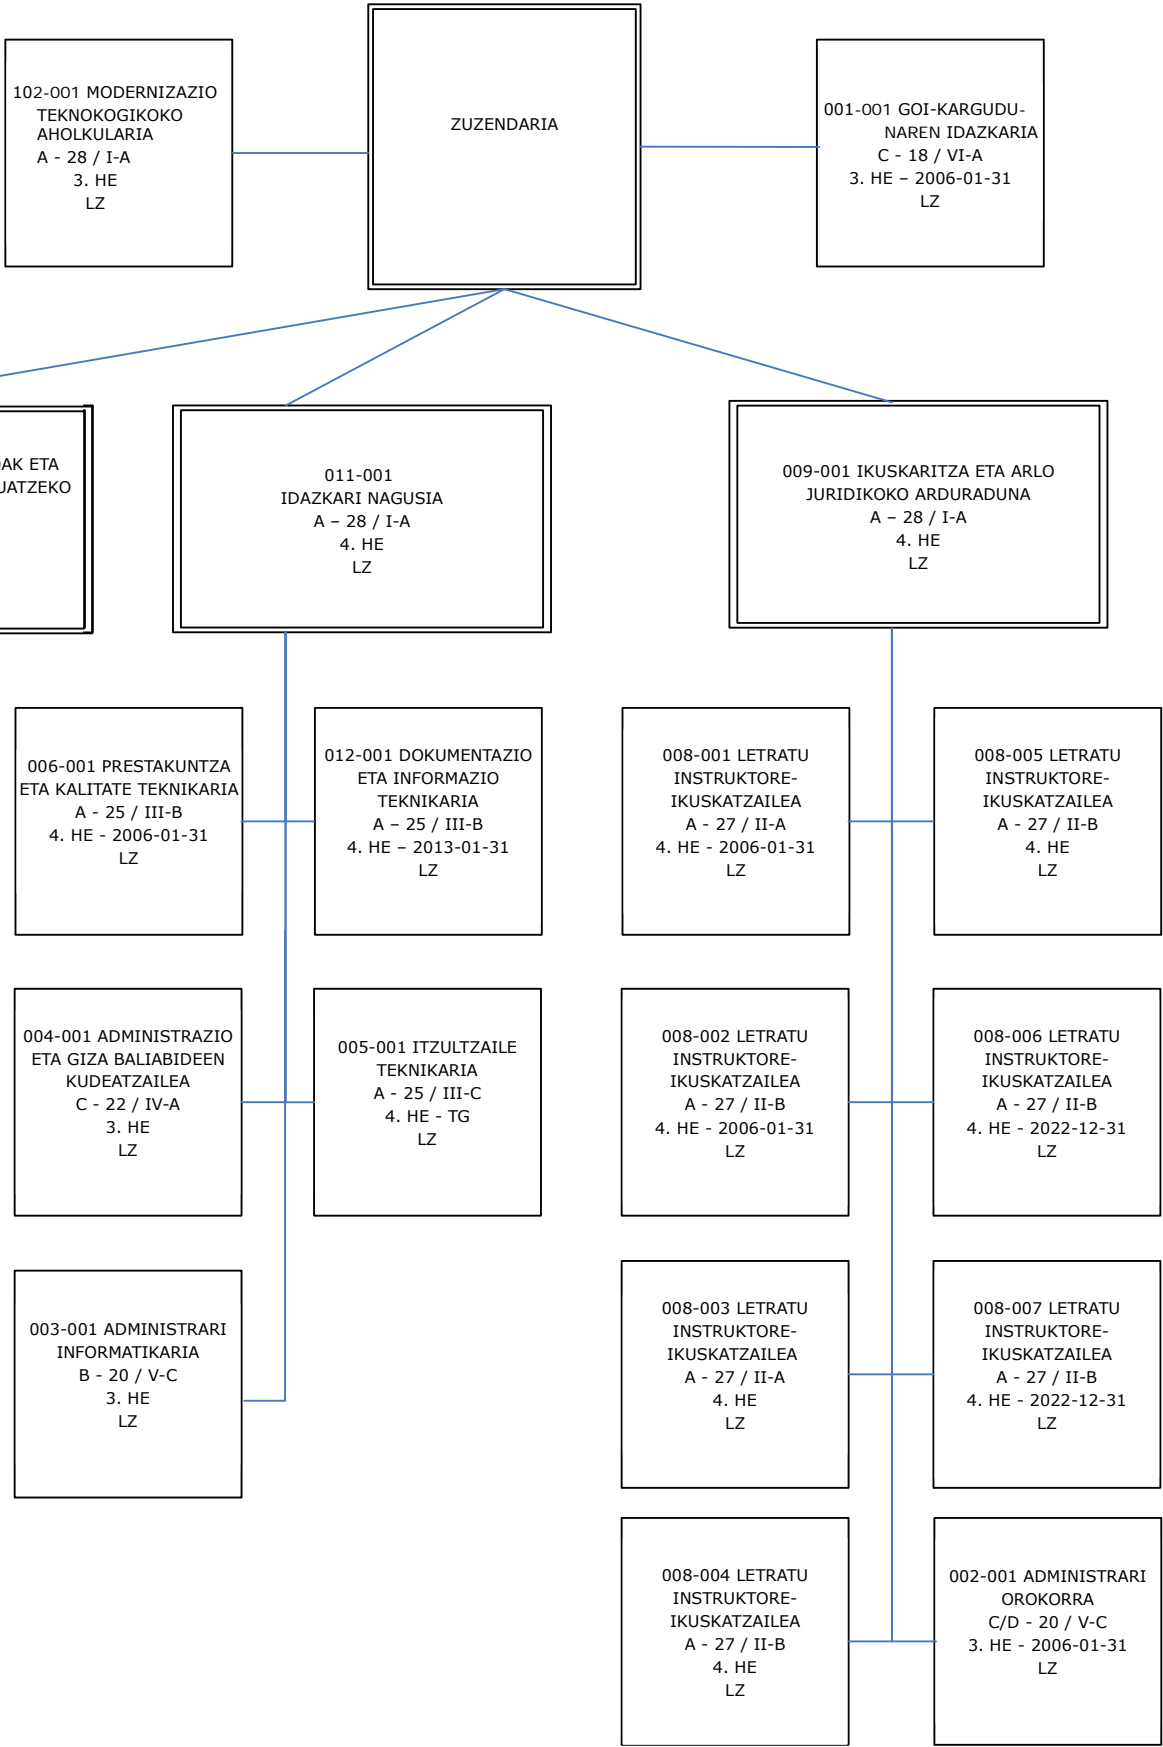 102-001 MODERNIZAZIO
TEKNOKOGIKOKO
AHOLKULARIA
A - 28 / I-A
3. HE
LZ
ZUZENDARIA
001-001 GOI-KARGUDU-
NAREN IDAZKARIA
C - 18 / VI-A
3. HE – 2006-01-31
LZ
ETA
011-001
IDAZKARI NAGUSIA
A – 28 / I-A
4. HE
LZ
009-001 IKUSKARITZA ETA ARLO
JURIDIKOKO ARDURADUNA
A – 28 / I-A
4. HE
LZ
006-001 PRESTAKUNTZA
ETA KALITATE TEKNIKARIA
A - 25 / III-B
4. HE - 2006-01-31
LZ
012-001 DOKUMENTAZIO
ETA INFORMAZIO
TEKNIKARIA
A – 25 / III-B
4. HE – 2013-01-31
LZ
008-001 LETRATU
INSTRUKTORE-
IKUSKATZAILEA
A - 27 / II-A
4. HE - 2006-01-31
LZ
008-005 LETRATU
INSTRUKTORE-
IKUSKATZAILEA
A - 27 / II-B
4. HE
LZ
004-001 ADMINISTRAZIO
ETA GIZA BALIABIDEEN
KUDEATZAILEA
C - 22 / IV-A
3. HE
LZ
005-001 ITZULTZAILE
TEKNIKARIA
A - 25 / III-C
4. HE - TG
LZ
008-002 LETRATU
INSTRUKTORE-
IKUSKATZAILEA
A - 27 / II-B
4. HE - 2006-01-31
LZ
008-006 LETRATU
INSTRUKTORE-
IKUSKATZAILEA
A - 27 / II-B
4. HE - 2022-12-31
LZ
003-001 ADMINISTRARI
INFORMATIKARIA
B - 20 / V-C
3. HE
LZ
008-003 LETRATU
INSTRUKTORE-
IKUSKATZAILEA
A - 27 / II-A
4. HE
LZ
008-007 LETRATU
INSTRUKTORE-
IKUSKATZAILEA
A - 27 / II-B
4. HE - 2022-12-31
LZ
008-004 LETRATU
INSTRUKTORE-
IKUSKATZAILEA
A - 27 / II-B
4. HE
LZ
002-001 ADMINISTRARI
OROKORRA
C/D - 20 / V-C
3. HE - 2006-01-31
LZ